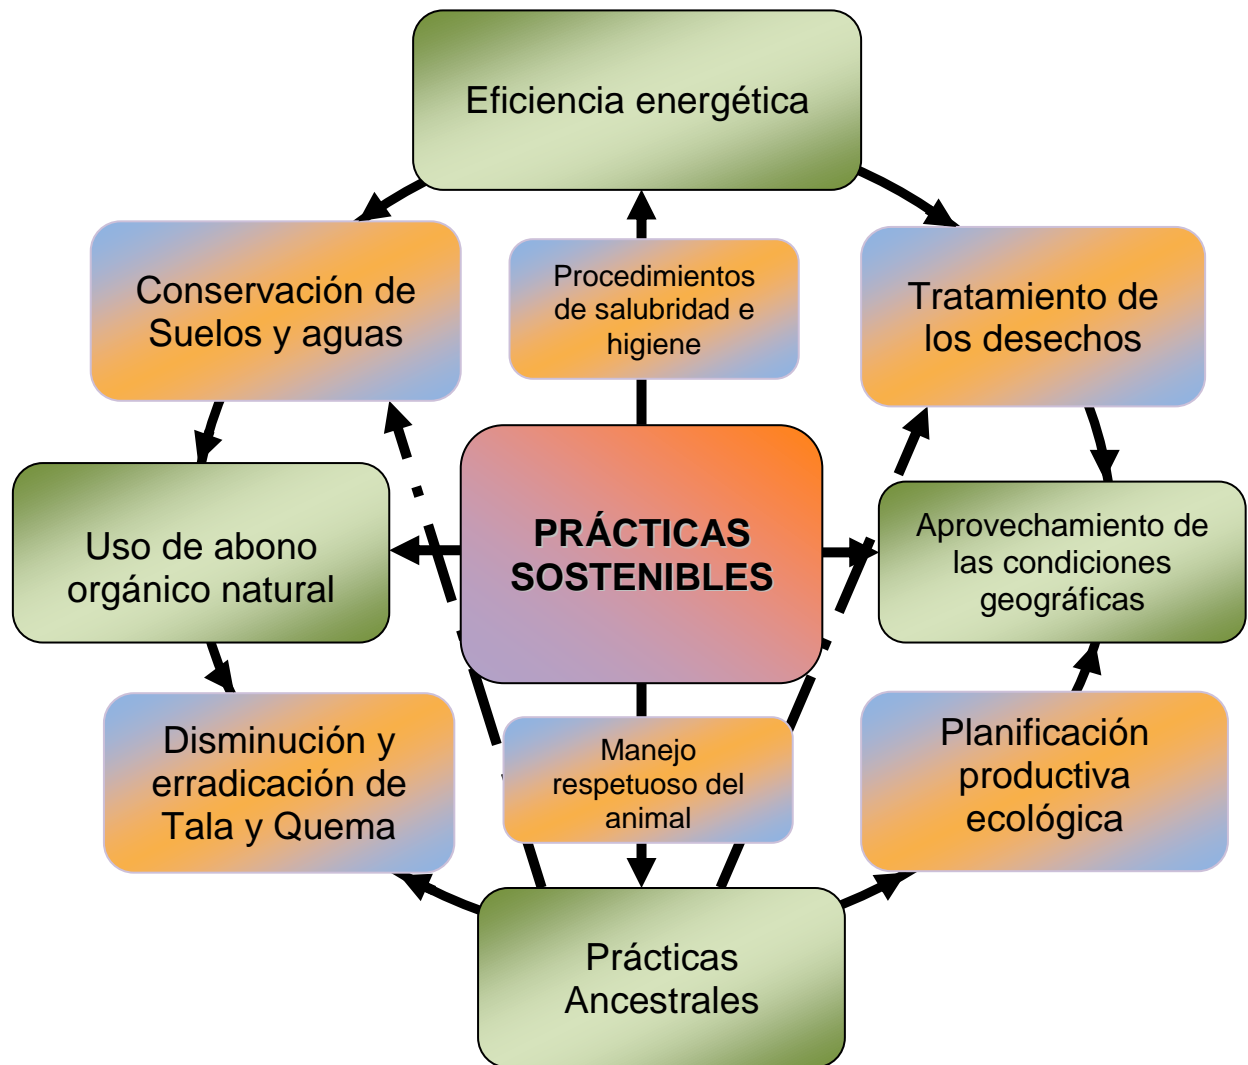 Eficiencia energética
Conservación de
Suelos y aguas
Procedimientos
de salubridad e
higiene
Tratamiento de
los desechos
Uso de abono
orgánico natural
PRÁCTICAS
SOSTENIBLES
Aprovechamiento de
las condiciones
geográficas
Disminución y
erradicación de
Tala y Quema
Manejo
respetuoso del
animal
Planificación
productiva
ecológica
Prácticas
Ancestrales